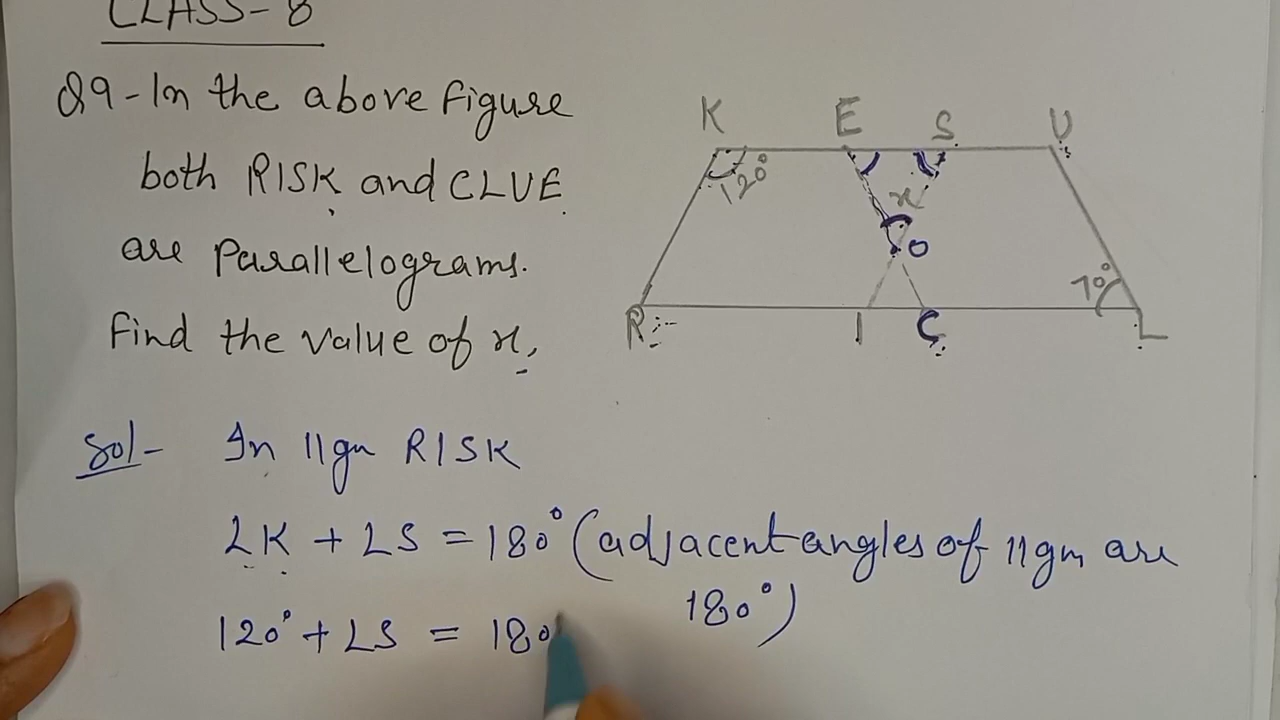 CLASS-8
Q9-In the above figure
both RISK and CLUE
are Parallelograms.
Find the value of x.
K E S U
120°
x
O
70°
R I C L
Sol- In ||gm RISK
∠K + ∠S = 180° (adjacent angles of ||gm are
180°)
120° + ∠S = 180